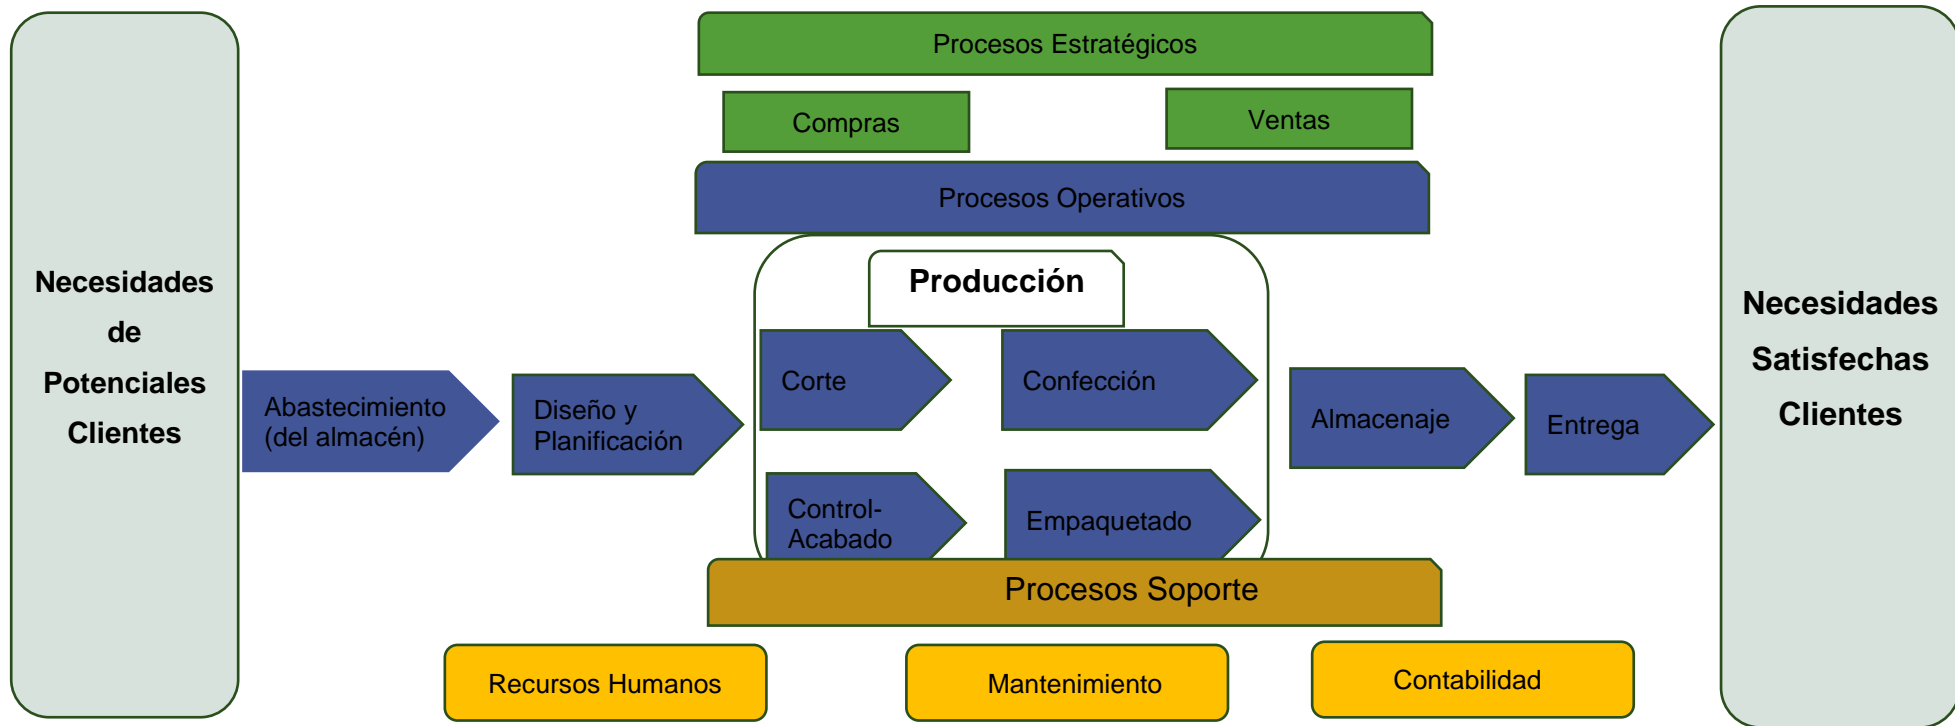 Procesos Estratégicos
Compras
Ventas
Procesos Operativos
Necesidades
de
Potenciales
Clientes
Producción
Necesidades
Satisfechas
Clientes
Abastecimiento
(del almacén)
Diseño y
Planificación
Corte
Confección
Control-
Acabado
Empaquetado
Almacenaje
Entrega
Procesos Soporte
Recursos Humanos
Mantenimiento
Contabilidad